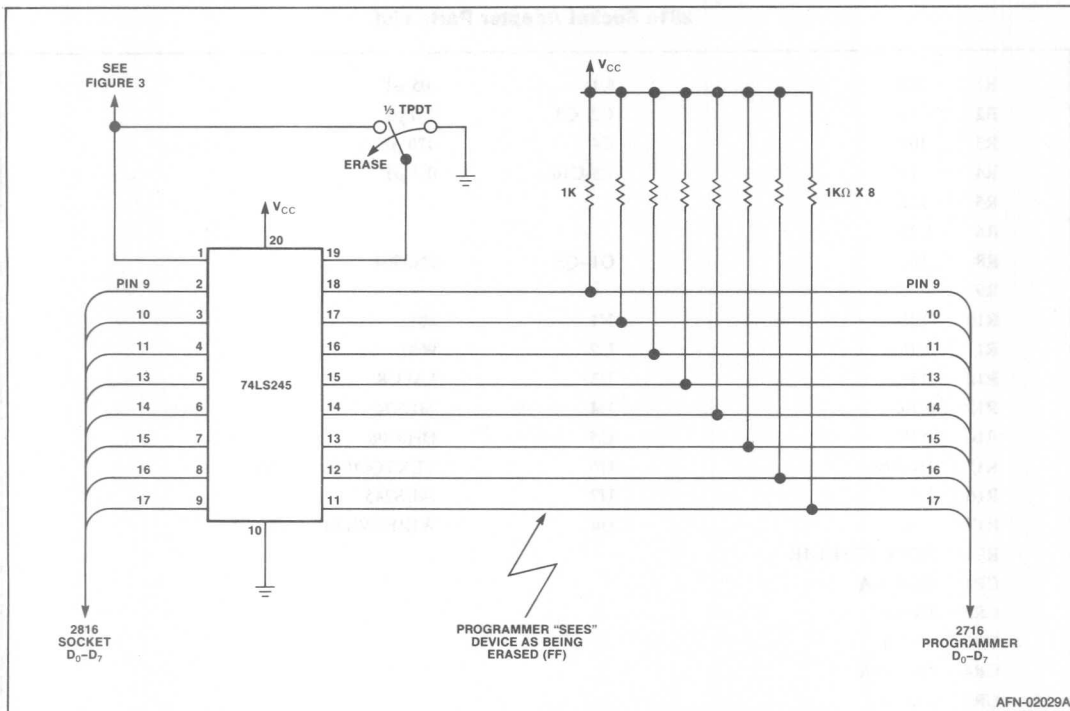 SEE
FIGURE 3
⅓ TPDT
ERASE
VCC
VCC
1K
1KΩ X 8
20
1
19
PIN 9
2
18
PIN 9
10
3
17
10
11
4
16
11
74LS245
13
5
15
13
14
6
14
14
15
7
13
15
16
8
12
16
17
9
11
17
10
2816
SOCKET
D0–D7
PROGRAMMER "SEES"
DEVICE AS BEING
ERASED (FF)
2716
PROGRAMMER
D0–D7
AFN-02029A